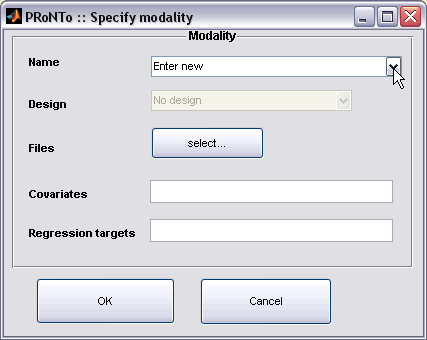 PRoNTo :: Specify modality
Modality
Name
Enter new
Design
No design
Files
select...
Covariates
Regression targets
OK
Cancel